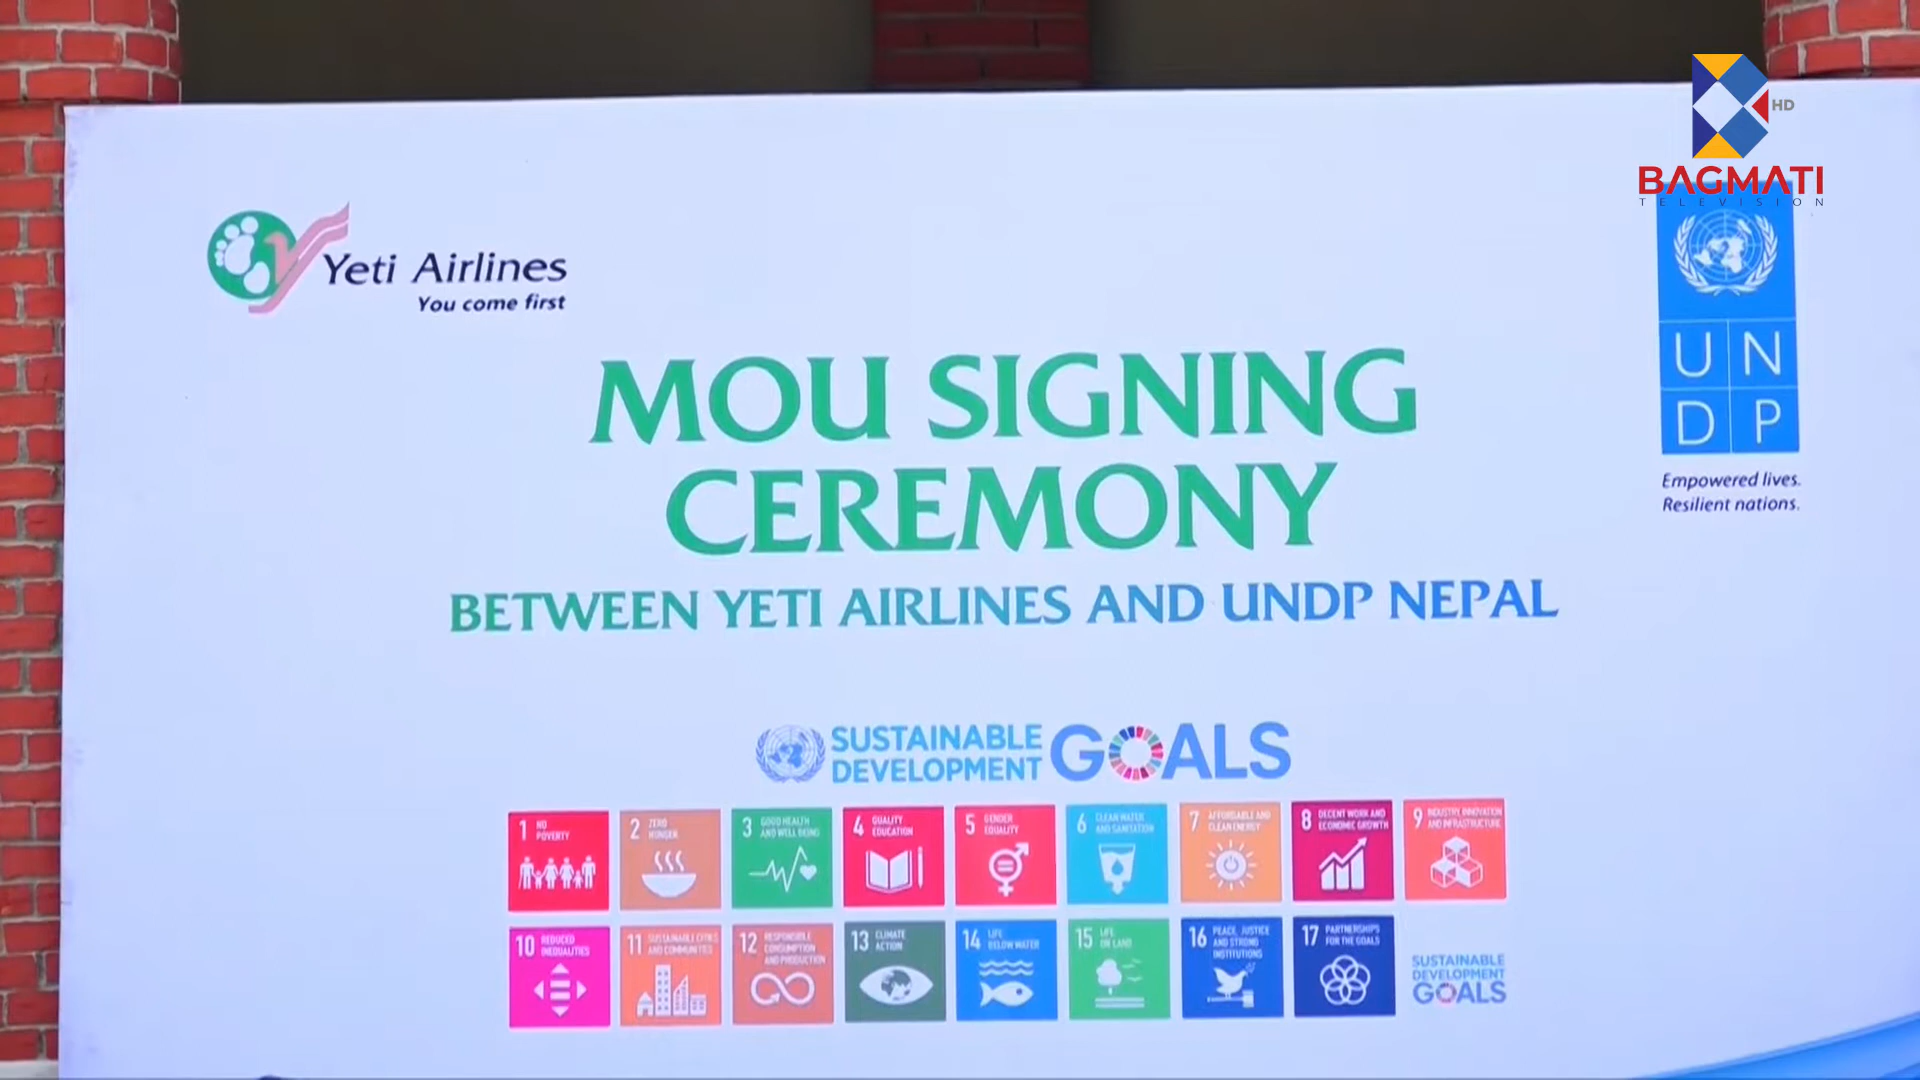 HD
BAGMATI
TELEVISION
Yeti Airlines
You come first
UN
DP
Empowered lives.
Resilient nations.
MOU SIGNING
CEREMONY
BETWEEN YETI AIRLINES AND UNDP NEPAL
SUSTAINABLE
DEVELOPMENT
GOALS
1 NO
POVERTY
2 ZERO
HUNGER
3 GOOD HEALTH
AND WELL BEING
4 QUALITY
EDUCATION
5 GENDER
EQUALITY
6 CLEAN WATER
AND SANITATION
7 AFFORDABLE AND
CLEAN ENERGY
8 DECENT WORK AND
ECONOMIC GROWTH
9 INDUSTRY, INNOVATION
AND INFRASTRUCTURE
10 REDUCED
INEQUALITIES
11 SUSTAINABLE CITIES
AND COMMUNITIES
12 RESPONSIBLE
CONSUMPTION
AND PRODUCTION
13 CLIMATE
ACTION
14 LIFE
BELOW WATER
15 LIFE
ON LAND
16 PEACE, JUSTICE
AND STRONG
INSTITUTIONS
17 PARTNERSHIPS
FOR THE GOALS
SUSTAINABLE
DEVELOPMENT
GOALS